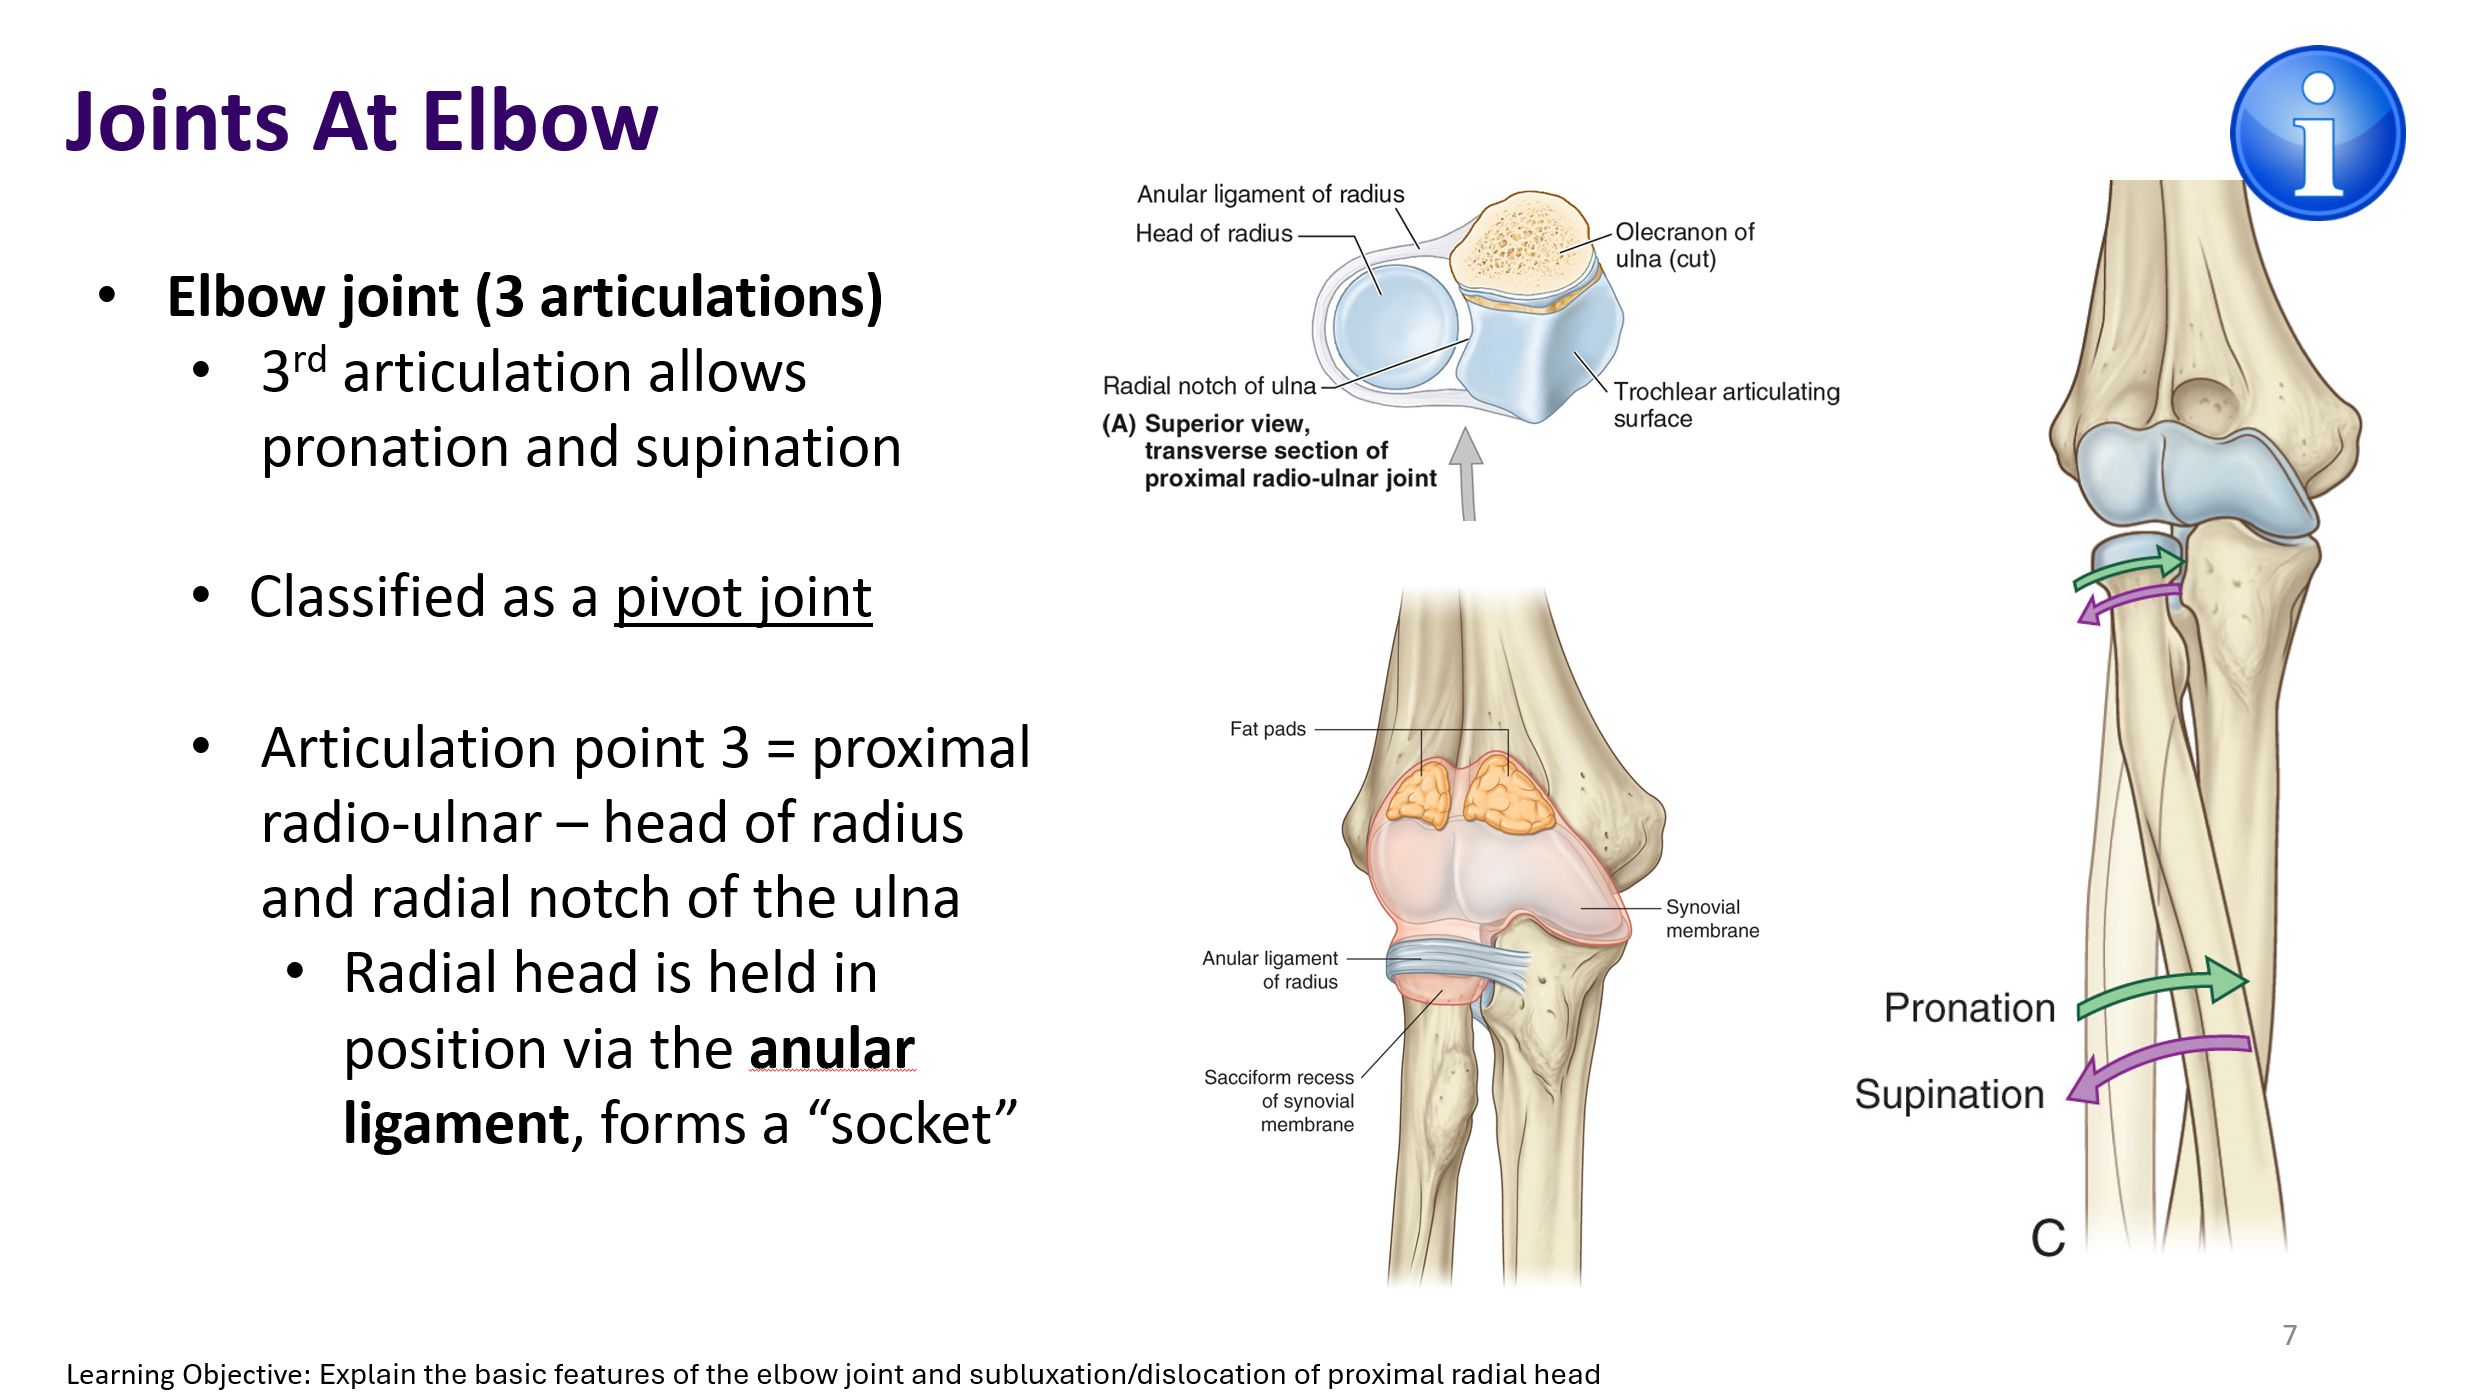 Joints At Elbow
• Elbow joint (3 articulations)
• 3rd articulation allows
pronation and supination
• Classified as a pivot joint
• Articulation point 3 = proximal
radio-ulnar – head of radius
and radial notch of the ulna
• Radial head is held in
position via the anular
ligament, forms a “socket”
Anular ligament of radius
Head of radius
Olecranon of
ulna (cut)
Radial notch of ulna
Trochlear articulating
surface
(A) Superior view,
transverse section of
proximal radio-ulnar joint
Fat pads
Synovial
membrane
Anular ligament
of radius
Sacciform recess
of synovial
membrane
Pronation
Supination
C
7
Learning Objective: Explain the basic features of the elbow joint and subluxation/dislocation of proximal radial head